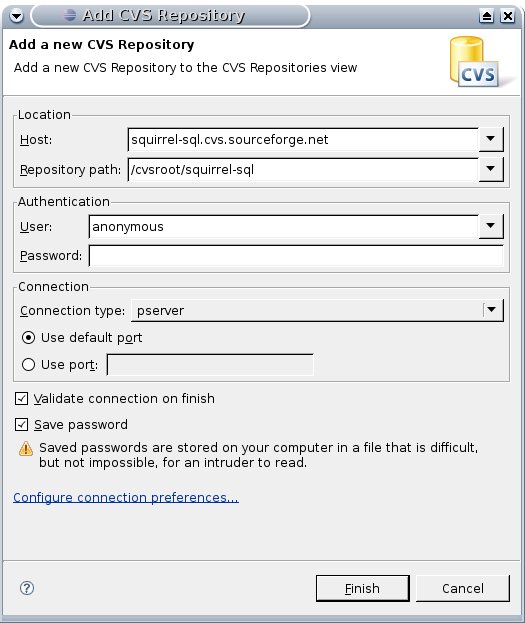 Add CVS Repository
Add a new CVS Repository
Add a new CVS Repository to the CVS Repositories view
CVS
Location
Host: squirrel-sql.cvs.sourceforge.net
Repository path: /cvsroot/squirrel-sql
Authentication
User: anonymous
Password:
Connection
Connection type: pserver
Use default port
Use port:
Validate connection on finish
Save password
Saved passwords are stored on your computer in a file that is difficult,
but not impossible, for an intruder to read.
Configure connection preferences...
? Finish Cancel